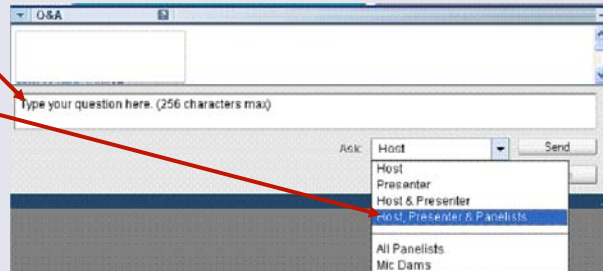 Q&A
Type your question here. (256 characters max)
Ask: Host Send
Host
Presenter
Host & Presenter
Host, Presenter & Panelists
All Panelists
Mic Dams